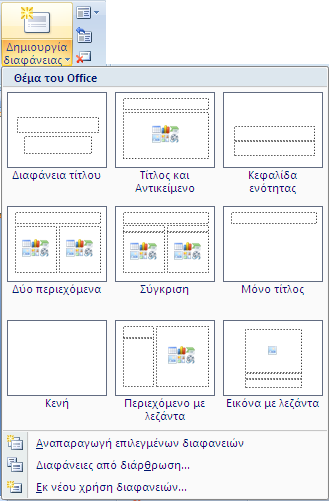 Δημιουργία
διαφάνειας
Θέμα του Office
Διαφάνεια τίτλου
Τίτλος και
Αντικείμενο
Κεφαλίδα
ενότητας
Δύο περιεχόμενα
Σύγκριση
Μόνο τίτλος
Κενή
Περιεχόμενο με
λεζάντα
Εικόνα με λεζάντα
Αναπαραγωγή επιλεγμένων διαφανειών
Διαφάνειες από διάρθρωση...
Εκ νέου χρήση διαφανειών...